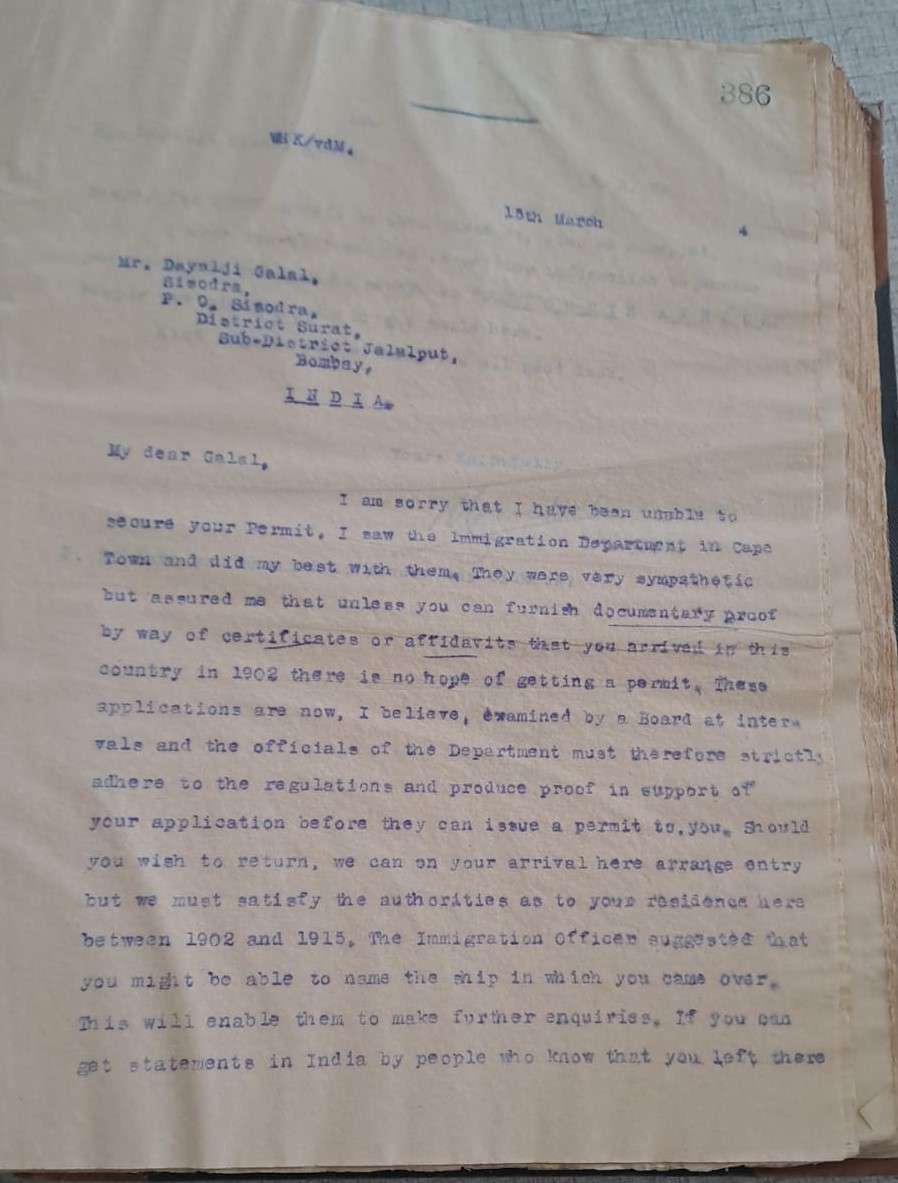 386
WHK/vdM.
15th March 4
Mr. Dayalji Galal,
Simodra,
P. O. Simodra,
District Surat,
Sub-District Jalalput,
Bombay,
I N D I A.
My dear Galal,
I am sorry that I have been unable to
secure your Permit. I saw the Immigration Department in Cape
Town and did my best with them. They were very sympathetic
but assured me that unless you can furnish documentary proof
by way of certificates or affidavits that you arrived in this
country in 1902 there is no hope of getting a permit. These
applications are now, I believe, examined by a Board at inter-
vals and the officials of the Department must therefore strictly
adhere to the regulations and produce proof in support of
your application before they can issue a permit to you. Should
you wish to return, we can on your arrival here arrange entry
but we must satisfy the authorities as to your residence here
between 1902 and 1915. The Immigration Officer suggested that
you might be able to name the ship in which you came over.
This will enable them to make further enquiries. If you can
get statements in India by people who know that you left there